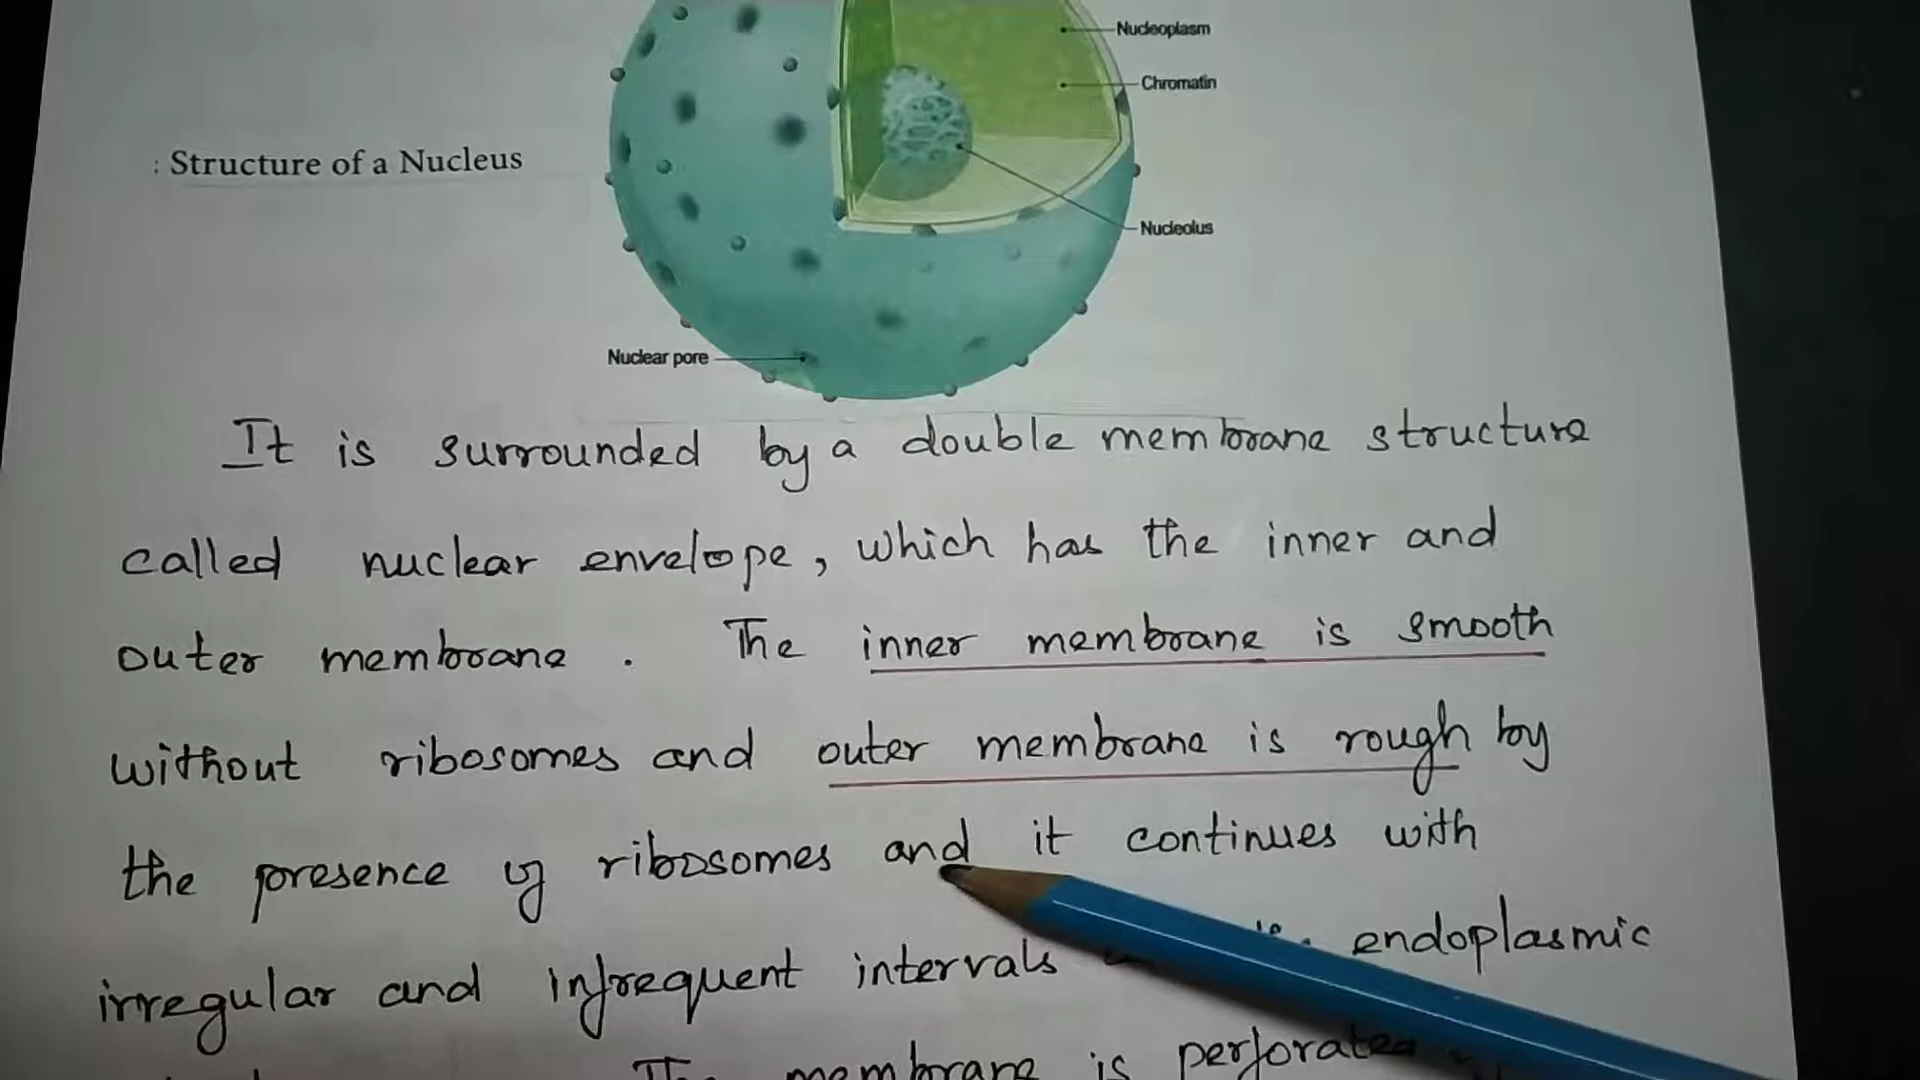 Nucleoplasm
Chromatin
: Structure of a Nucleus
Nucleolus
Nuclear pore
It is surrounded by a double membrane structure
called nuclear envelope, which has the inner and
outer membrane . The inner membrane is smooth
without ribosomes and outer membrane is rough by
the presence of ribosomes and it continues with
irregular and infrequent intervals endoplasmic
membrane is